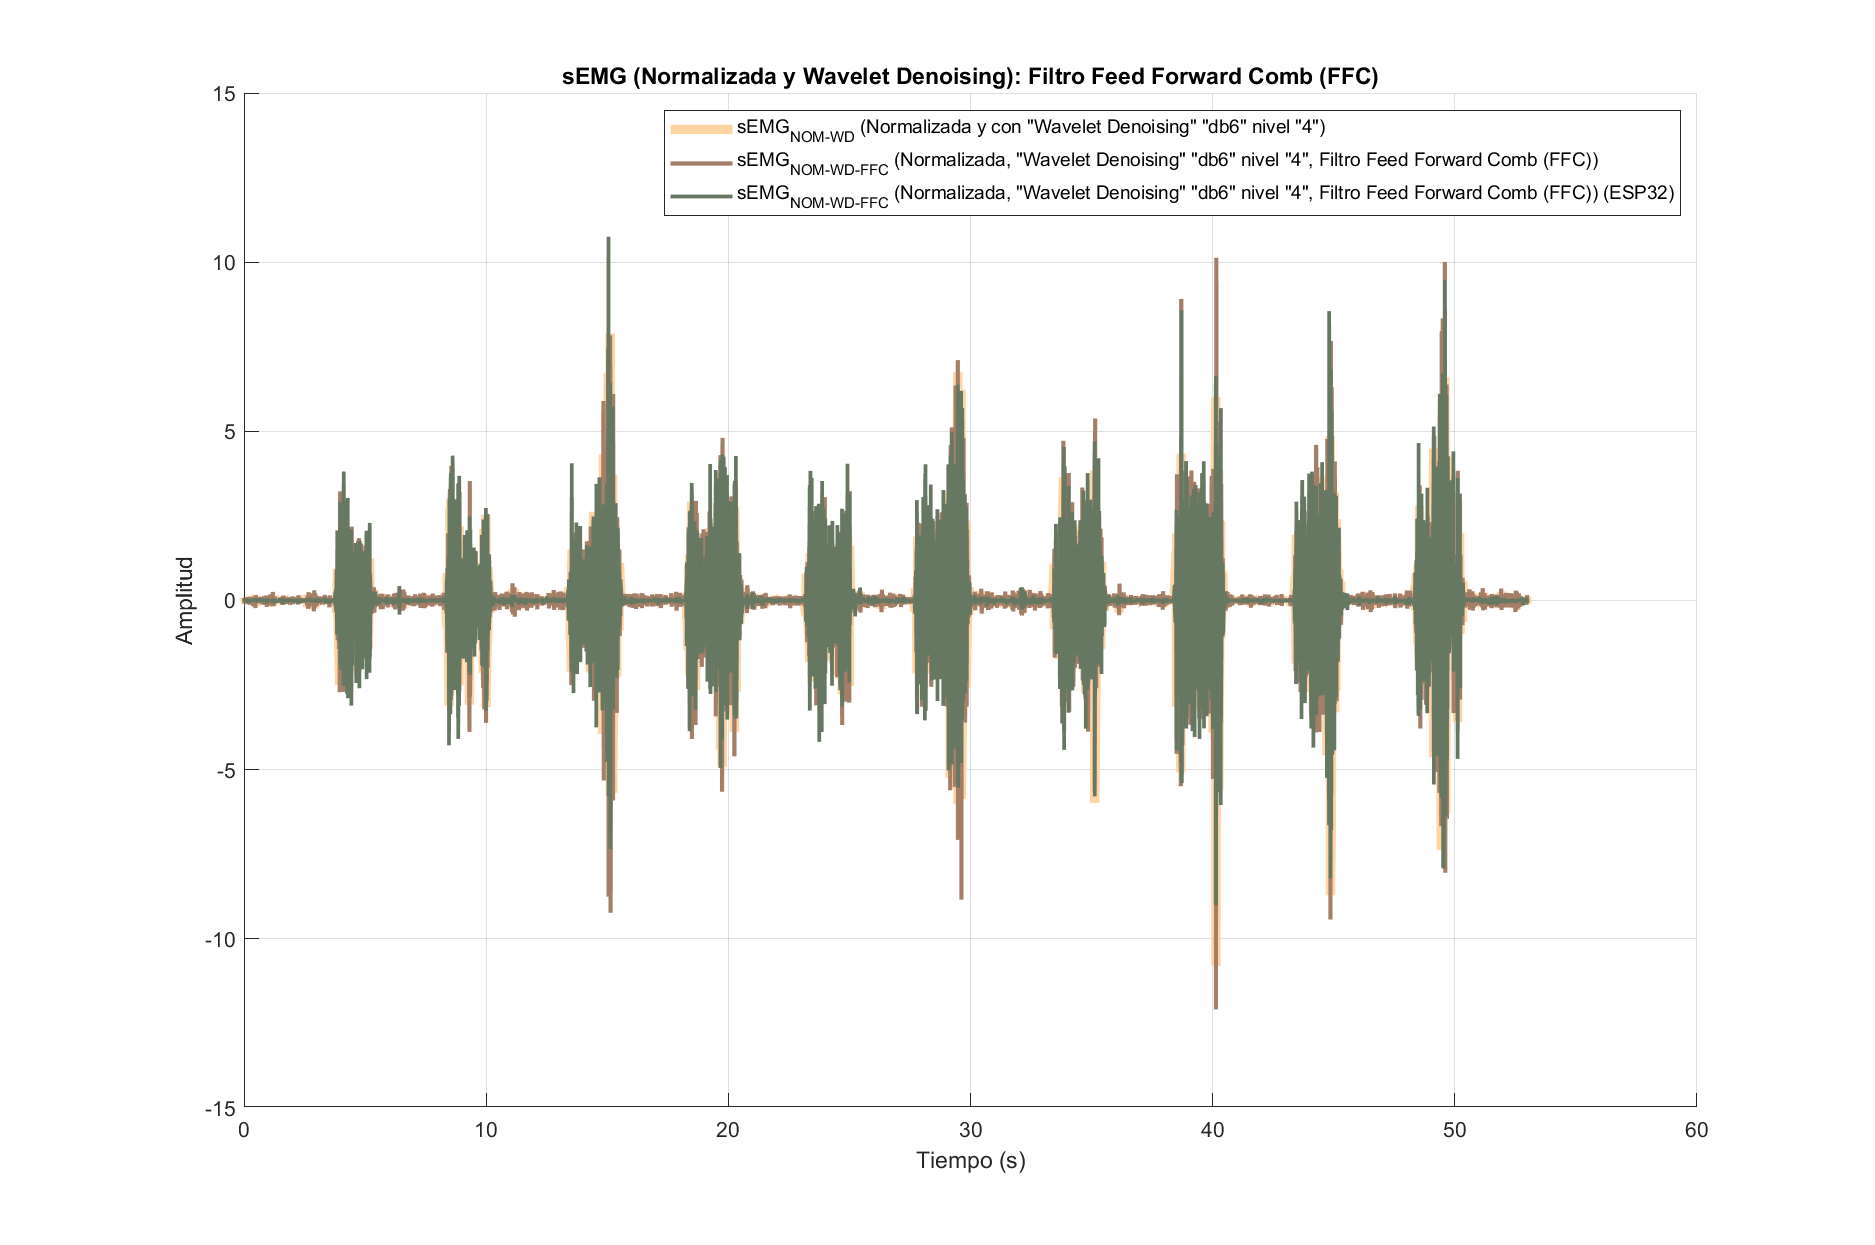 sEMG (Normalizada y Wavelet Denoising): Filtro Feed Forward Comb (FFC)
sEMG_NOM-WD (Normalizada y con "Wavelet Denoising" "db6" nivel "4")
sEMG_NOM-WD-FFC (Normalizada, "Wavelet Denoising" "db6" nivel "4", Filtro Feed Forward Comb (FFC))
sEMG_NOM-WD-FFC (Normalizada, "Wavelet Denoising" "db6" nivel "4", Filtro Feed Forward Comb (FFC)) (ESP32)
Amplitud
15
10
5
0
-5
-10
-15
0 10 20 30 40 50 60
Tiempo (s)